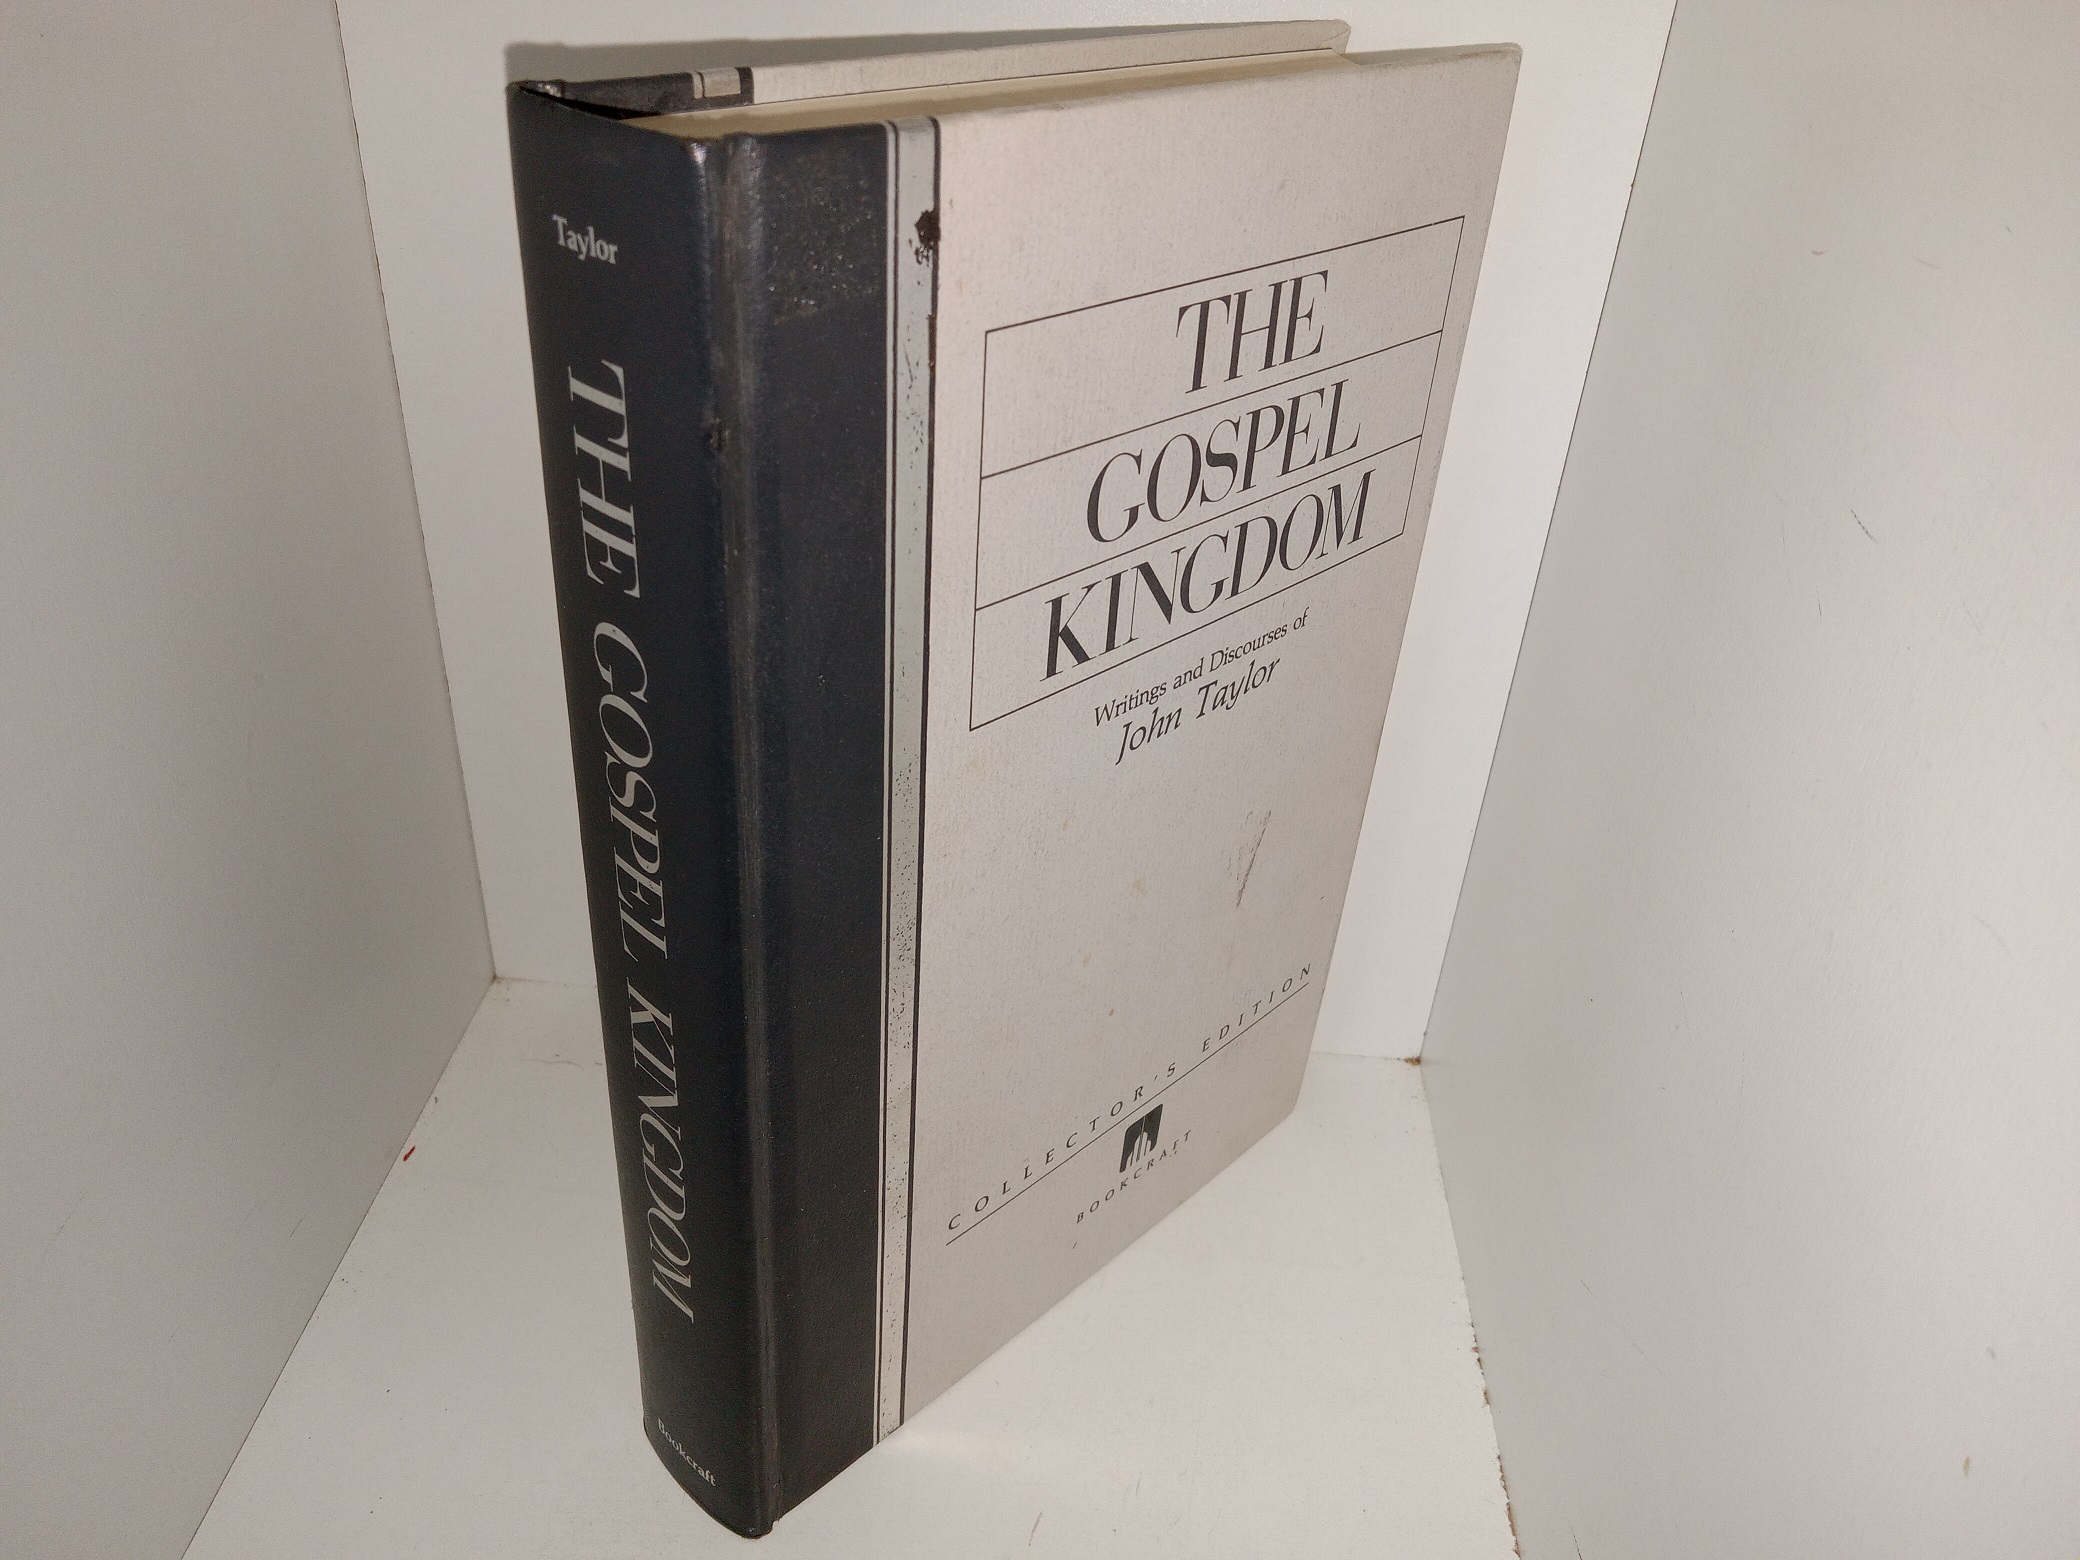 Taylor
THE GOSPEL KINGDOM
Bookcraft
THE
GOSPEL
KINGDOM
Writings and Discourses of
John Taylor
COLLECTOR'S EDITION
BOOKCRAFT